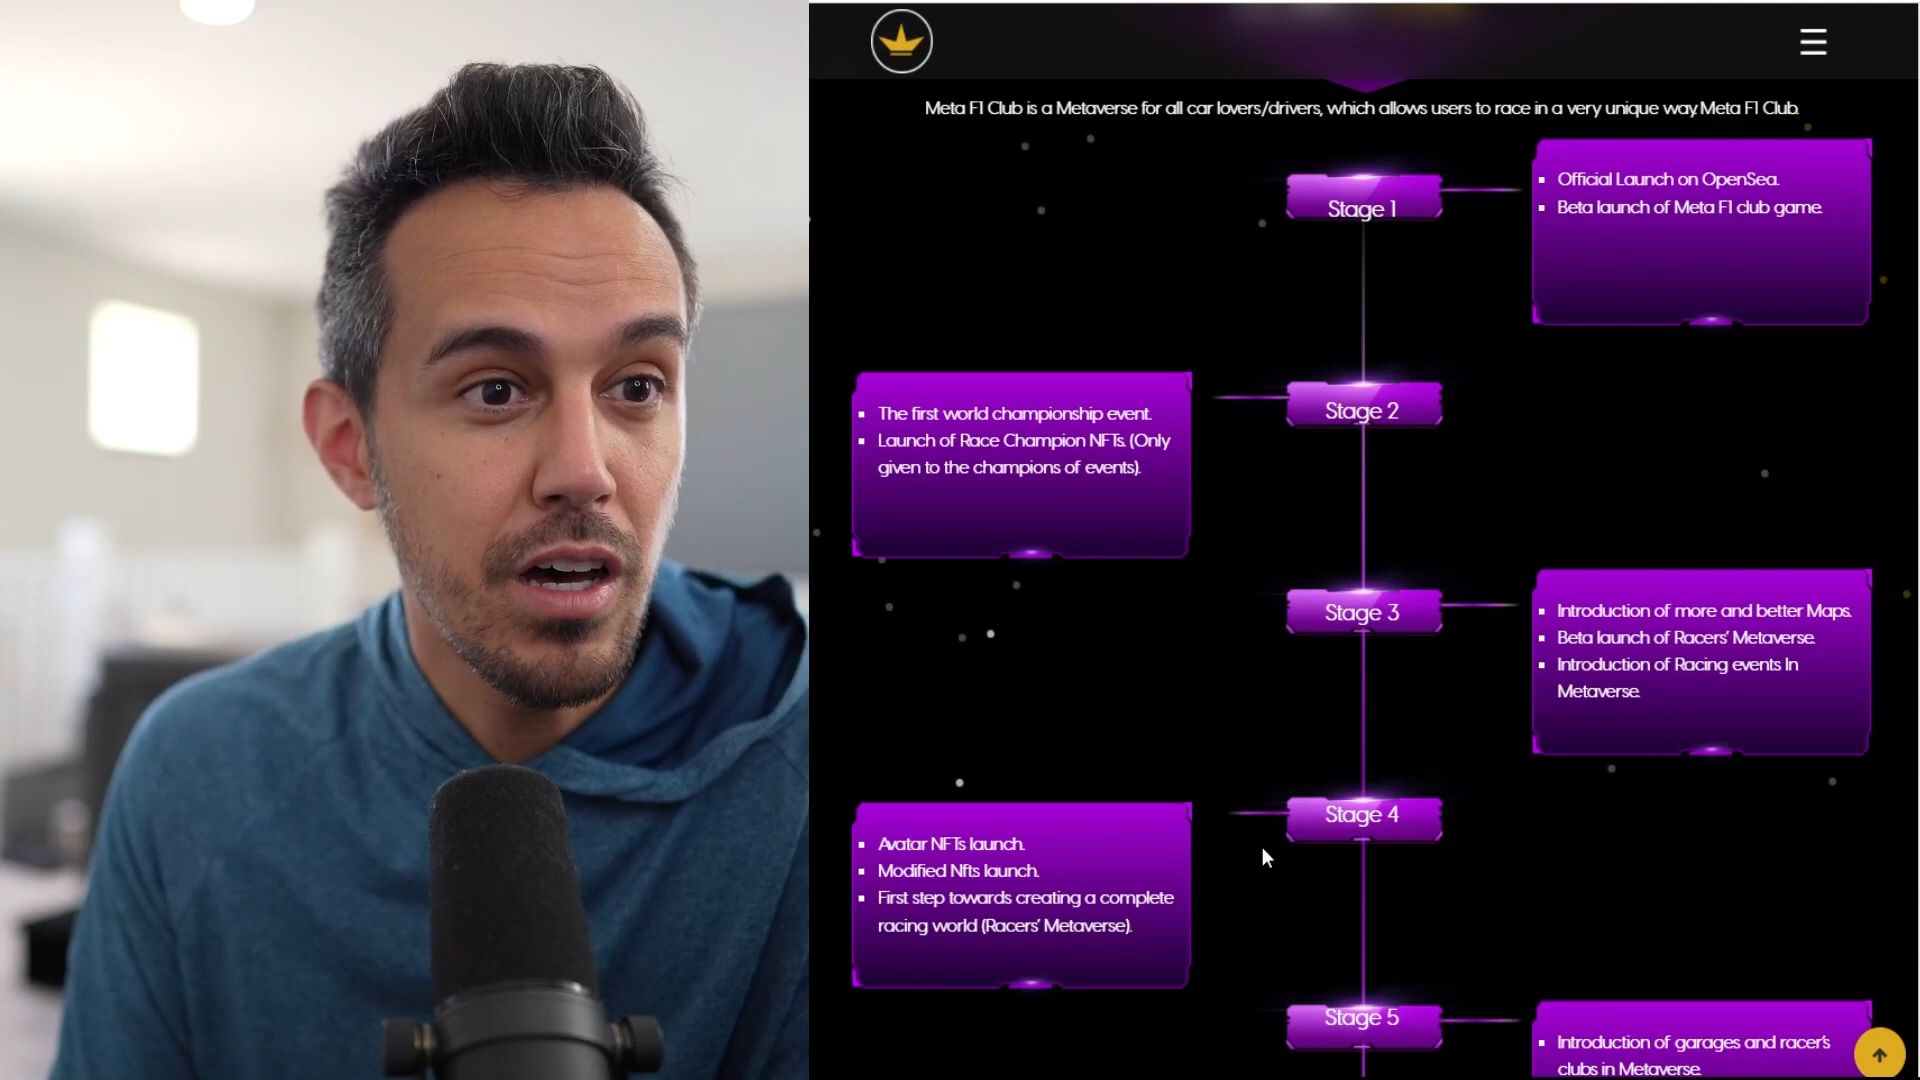 Meta F1 Club is a Metaverse for all car lovers/drivers, which allows users to race in a very unique way. Meta F1 Club.
Stage 1
Official Launch on OpenSea.
Beta launch of Meta F1 club game.
Stage 2
The first world championship event.
Launch of Race Champion NFTs. (Only
given to the champions of events).
Stage 3
Introduction of more and better Maps.
Beta launch of Racers' Metaverse.
Introduction of Racing events In
Metaverse.
Stage 4
Avatar NFTs launch.
Modified Nfts launch.
First step towards creating a complete
racing world (Racers' Metaverse).
Stage 5
Introduction of garages and racer's
clubs in Metaverse.